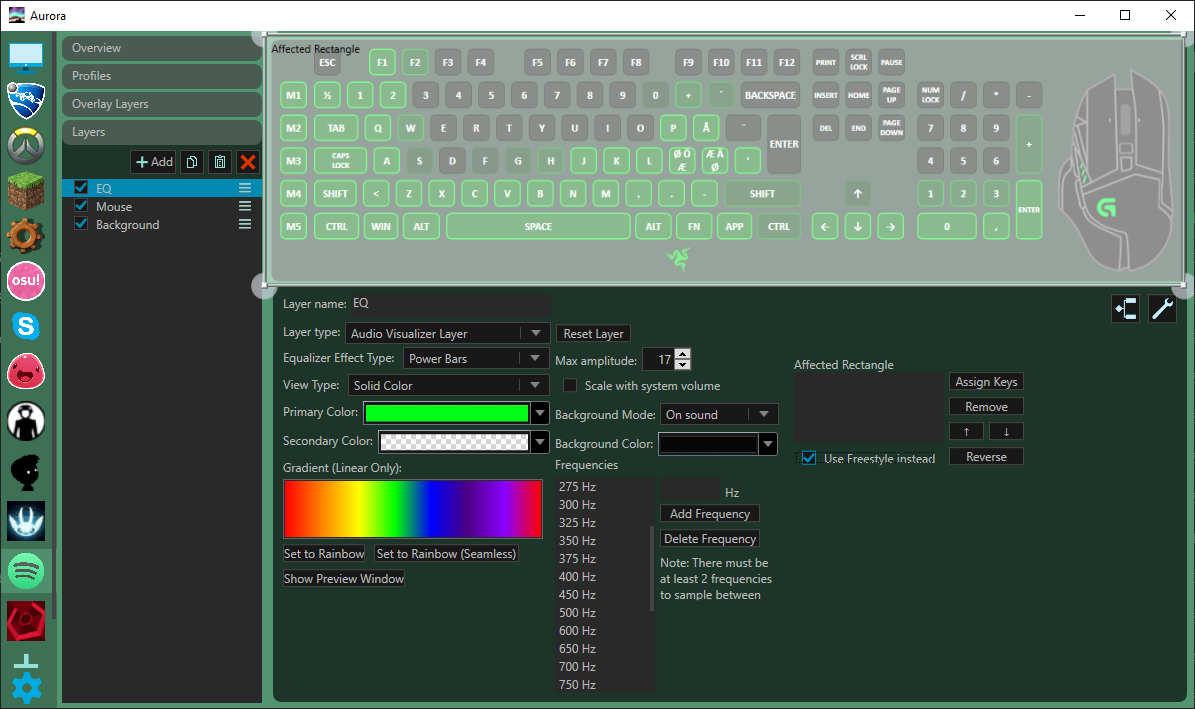 Aurora
Overview
Profiles
Overlay Layers
Layers
Add
EQ
Mouse
Background
osu!
Affected Rectangle
ESC F1 F2 F3 F4 F5 F6 F7 F8 F9 F10 F11 F12 PRINT SCRL LOCK PAUSE
M1 ½ 1 2 3 4 5 6 7 8 9 0 + ´ BACKSPACE INSERT HOME PAGE UP NUM LOCK / * -
M2 TAB Q W E R T Y U I O P Å ¨ ENTER DEL END PAGE DOWN 7 8 9 +
M3 CAPS LOCK A S D F G H J K L Ø Ö Æ Æ Ä Ø ' 4 5 6
M4 SHIFT < Z X C V B N M , . - SHIFT ↑ 1 2 3 ENTER
M5 CTRL WIN ALT SPACE ALT FN APP CTRL ← ↓ → 0 ,
G
Layer name: EQ
Layer type: Audio Visualizer Layer Reset Layer
Equalizer Effect Type: Power Bars Max amplitude: 17
View Type: Solid Color Scale with system volume
Primary Color: Background Mode: On sound
Secondary Color: Background Color:
Gradient (Linear Only):
Set to Rainbow Set to Rainbow (Seamless)
Show Preview Window
Frequencies
275 Hz
300 Hz
325 Hz
350 Hz
375 Hz
400 Hz
450 Hz
500 Hz
600 Hz
650 Hz
700 Hz
750 Hz
Hz
Add Frequency
Delete Frequency
Note: There must be
at least 2 frequencies
to sample between
Affected Rectangle
Assign Keys
Remove
↑ ↓
Reverse
Use Freestyle instead